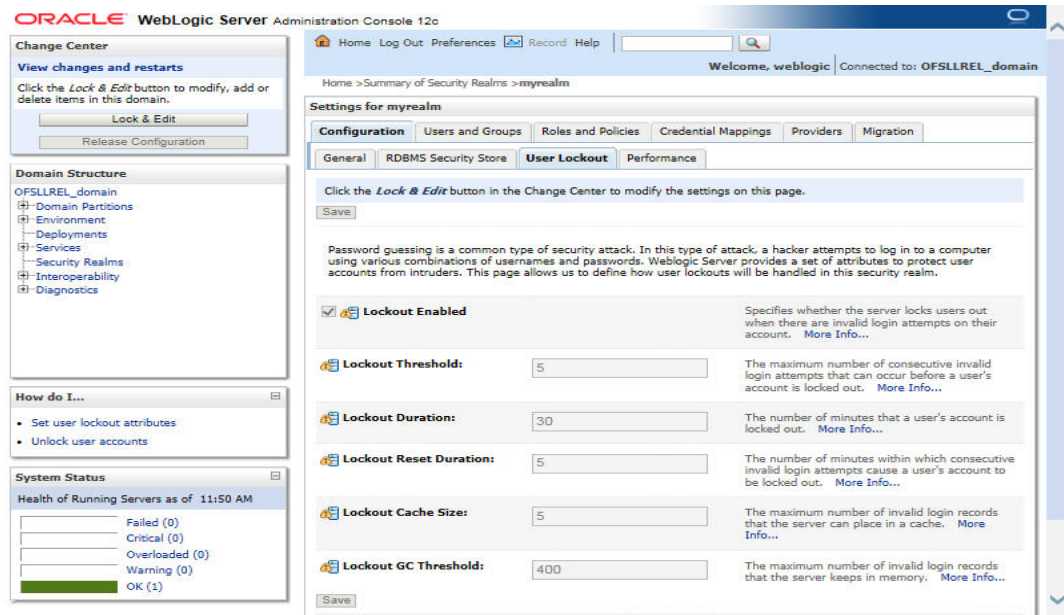 ORACLE WebLogic Server Administration Console 12c
Change Center
View changes and restarts
Click the Lock & Edit button to modify, add or
delete items in this domain.
Lock & Edit
Release Configuration
Domain Structure
OFSLLREL_domain
Domain Partitions
Environment
Deployments
Services
Security Realms
Interoperability
Diagnostics
How do I...
Set user lockout attributes
Unlock user accounts
System Status
Health of Running Servers as of 11:50 AM
Failed (0)
Critical (0)
Overloaded (0)
Warning (0)
OK (1)
Home Log Out Preferences Record Help
Welcome, weblogic Connected to: OFSLLREL_domain
Home >Summary of Security Realms >myrealm
Settings for myrealm
Configuration Users and Groups Roles and Policies Credential Mappings Providers Migration
General RDBMS Security Store User Lockout Performance
Click the Lock & Edit button in the Change Center to modify the settings on this page.
Save
Password guessing is a common type of security attack. In this type of attack, a hacker attempts to log in to a computer
using various combinations of usernames and passwords. Weblogic Server provides a set of attributes to protect user
accounts from intruders. This page allows us to define how user lockouts will be handled in this security realm.
Lockout Enabled
Specifies whether the server locks users out
when there are invalid login attempts on their
account. More Info...
Lockout Threshold:
5
The maximum number of consecutive invalid
login attempts that can occur before a user's
account is locked out. More Info...
Lockout Duration:
30
The number of minutes that a user's account is
locked out. More Info...
Lockout Reset Duration:
5
The number of minutes within which consecutive
invalid login attempts cause a user's account to
be locked out. More Info...
Lockout Cache Size:
5
The maximum number of invalid login records
that the server can place in a cache. More
Info...
Lockout GC Threshold:
400
The maximum number of invalid login records
that the server keeps in memory. More Info...
Save